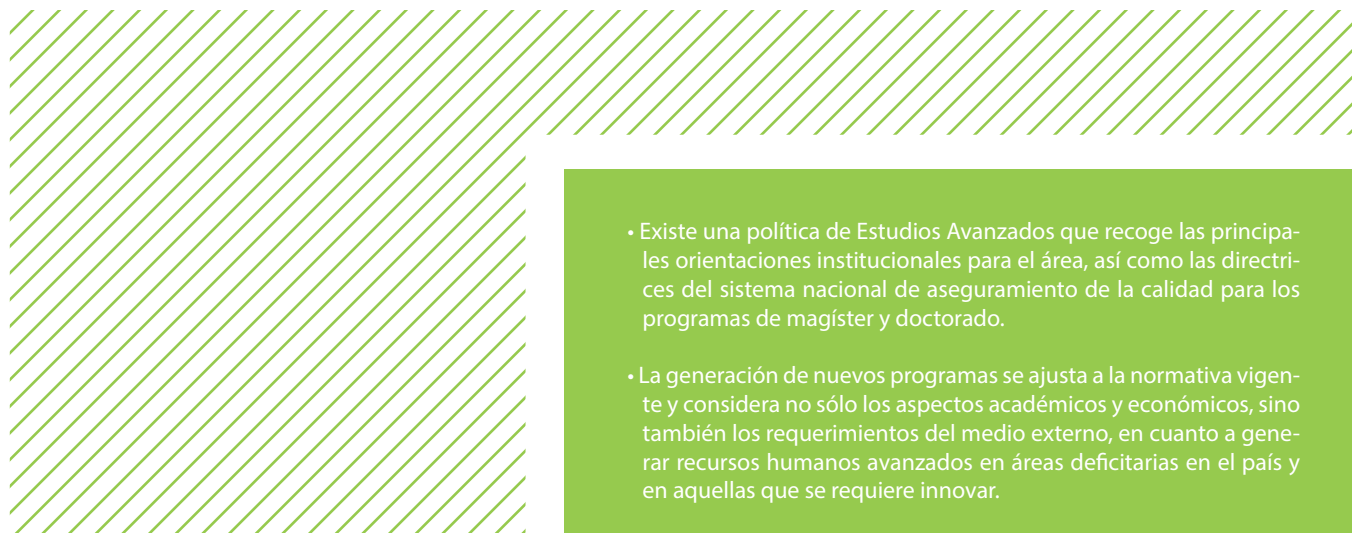 • Existe una política de Estudios Avanzados que recoge las principa-
les orientaciones institucionales para el área, así como las directri-
ces del sistema nacional de aseguramiento de la calidad para los
programas de magíster y doctorado.
• La generación de nuevos programas se ajusta a la normativa vigen-
te y considera no sólo los aspectos académicos y económicos, sino
también los requerimientos del medio externo, en cuanto a gene-
rar recursos humanos avanzados en áreas deficitarias en el país y
en aquellas que se requiere innovar.